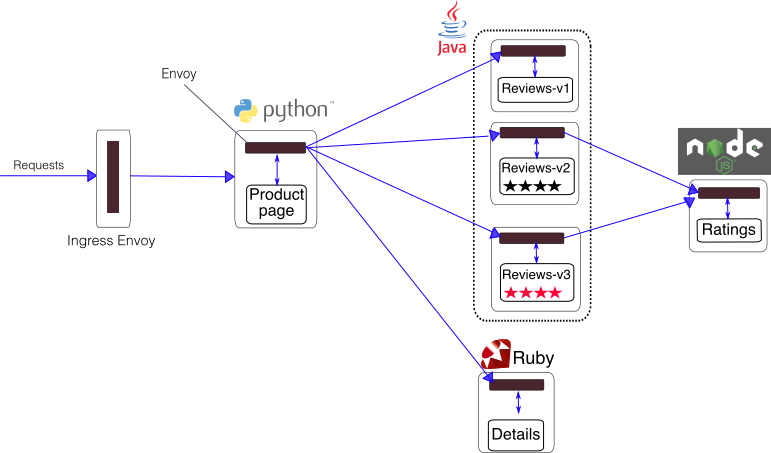 Requests
Ingress Envoy
Envoy
python™
Product
page
Java
Reviews-v1
Reviews-v2
Reviews-v3
Ruby
Details
node
JS
Ratings